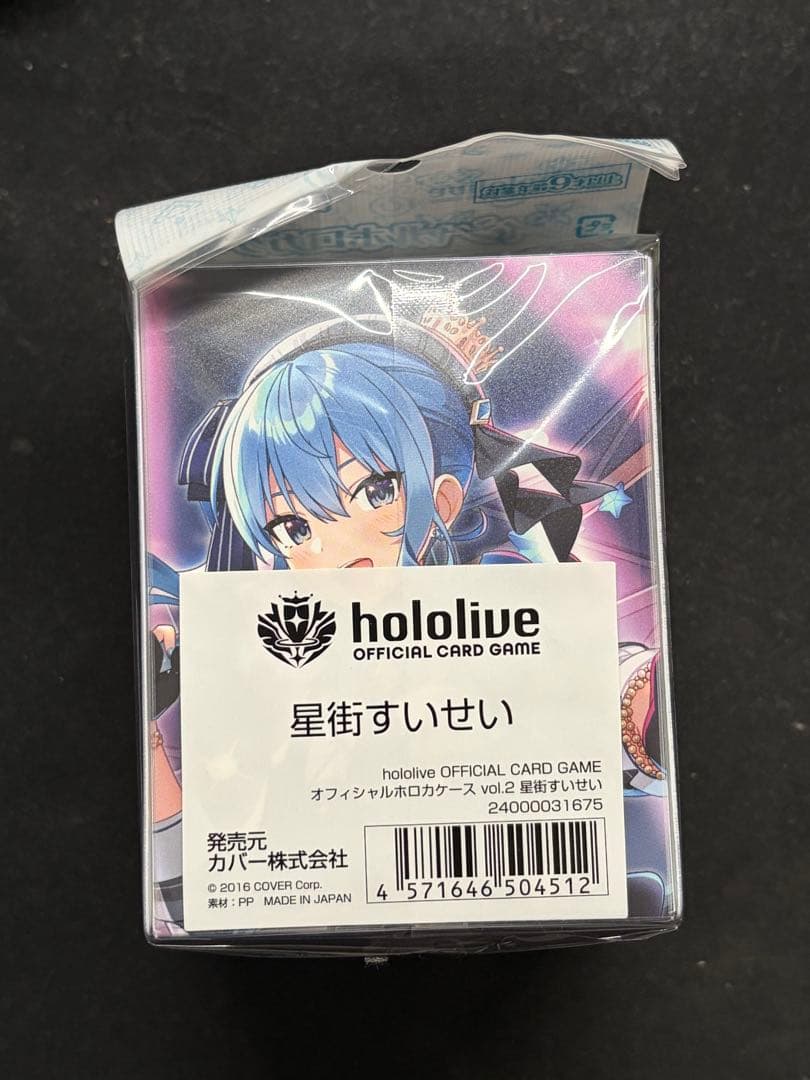 hololive
OFFICIAL CARD GAME
星街すいせい
hololive OFFICIAL CARD GAME
オフィシャルホロカケース vol.2 星街すいせい
24000031675
発売元
カバー株式会社
© 2016 COVER Corp.
素材：PP MADE IN JAPAN
4 571646 504512